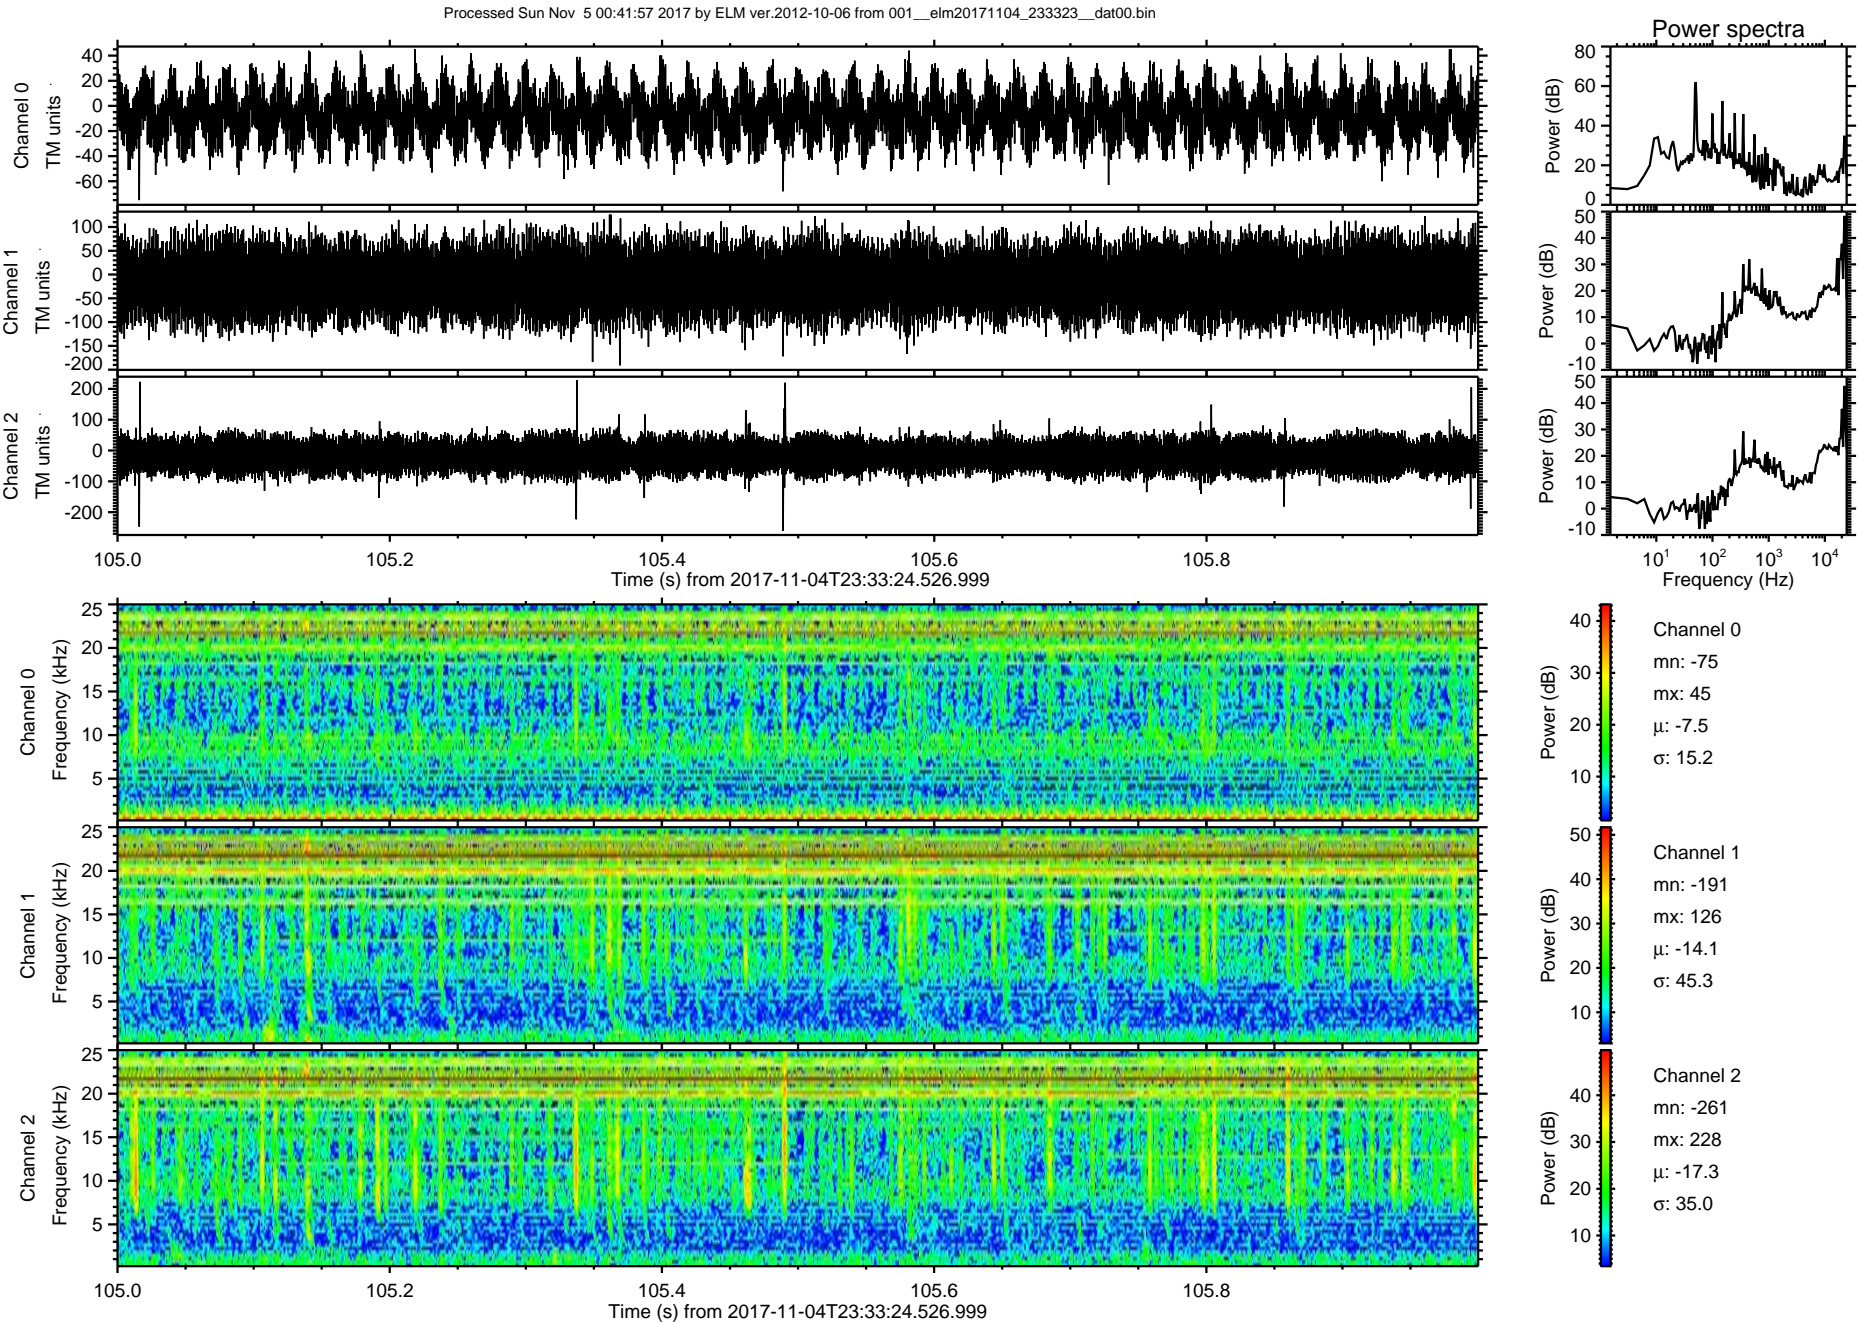 Processed Sun Nov  5 00:41:57 2017 by ELM ver.2012-10-06 from 001__elm20171104_233323__dat00.bin
Power spectra
Channel 0
TM units
40
20
0
-20
-40
-60
Power (dB)
80
60
40
20
0
Channel 1
TM units
100
50
0
-50
-100
-150
-200
Power (dB)
50
40
30
20
10
0
-10
Channel 2
TM units
200
100
0
-100
-200
Power (dB)
50
40
30
20
10
0
-10
105.0 105.2 105.4 105.6 105.8
Time (s) from 2017-11-04T23:33:24.526.999
10¹ 10² 10³ 10⁴
Frequency (Hz)
Channel 0
Frequency (kHz)
25
20
15
10
5
Power (dB)
40
30
20
10
Channel 0
mn: -75
mx: 45
μ: -7.5
σ: 15.2
Channel 1
Frequency (kHz)
25
20
15
10
5
Power (dB)
50
40
30
20
10
Channel 1
mn: -191
mx: 126
μ: -14.1
σ: 45.3
Channel 2
Frequency (kHz)
25
20
15
10
5
Power (dB)
40
30
20
10
Channel 2
mn: -261
mx: 228
μ: -17.3
σ: 35.0
105.0 105.2 105.4 105.6 105.8
Time (s) from 2017-11-04T23:33:24.526.999